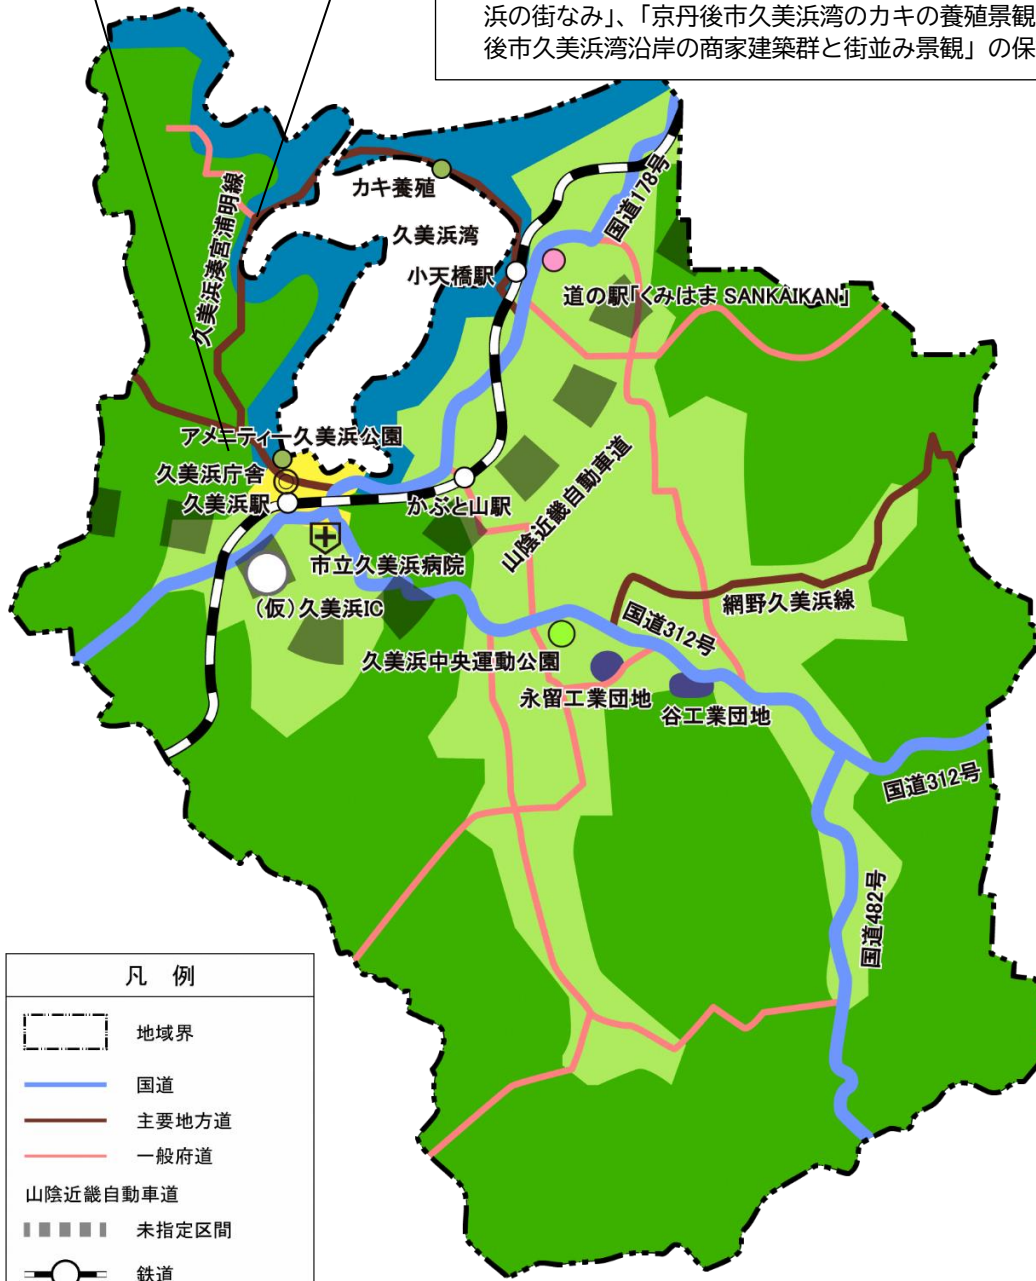 浜の街なみ」、「京丹後市久美浜湾のカキの養殖景観
後市久美浜湾沿岸の商家建築群と街並み景観」の保
国道178号
カキ養殖
久美浜湊宮浦明線
久美浜湾
小天橋駅
道の駅「くみはま SANKAIKAN」
アメニティー久美浜公園
久美浜庁舎
久美浜駅
かぶと山駅
山陰近畿自動車道
市立久美浜病院
(仮)久美浜IC
国道312号
網野久美浜線
久美浜中央運動公園
永留工業団地
谷工業団地
国道312号
国道482号
凡 例
地域界
国道
主要地方道
一般府道
山陰近畿自動車道
未指定区間
鉄道